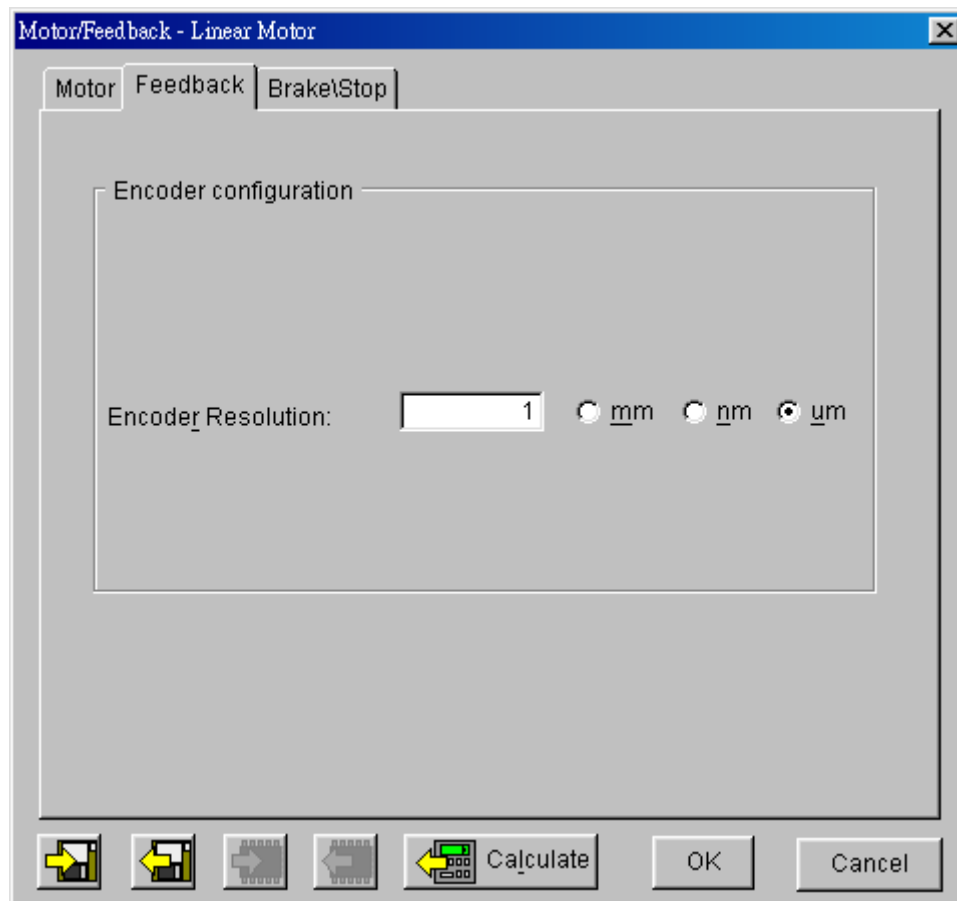 Motor/Feedback - Linear Motor
Motor Feedback Brake\Stop
Encoder configuration
Encoder Resolution: 1 mm nm um
Calculate OK Cancel